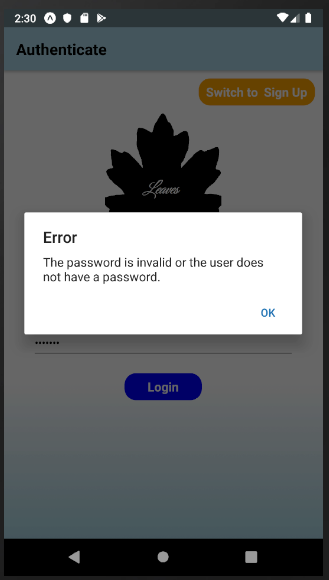 2:30
Authenticate
Switch to Sign Up
Leaves
Error
The password is invalid or the user does
not have a password.
OK
•••••••
Login